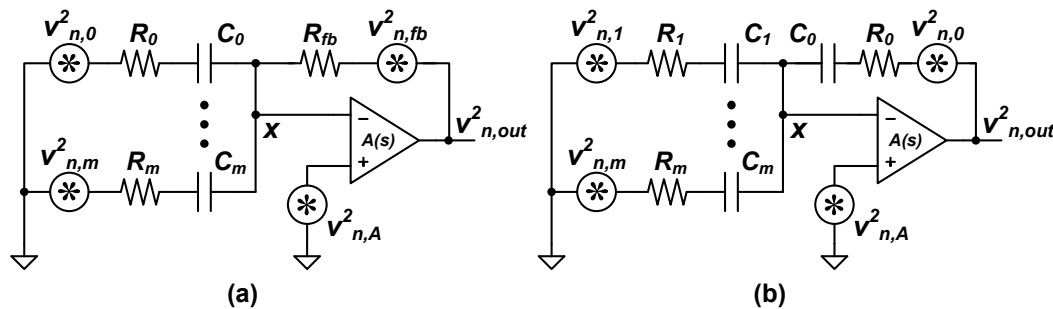 v²n,0 R0 C0 Rfb v²n,fb
x − A(s) + v²n,out
v²n,m Rm Cm
v²n,A
(a)
v²n,1 R1 C1 C0 R0 v²n,0
x − A(s) + v²n,out
v²n,m Rm Cm
v²n,A
(b)